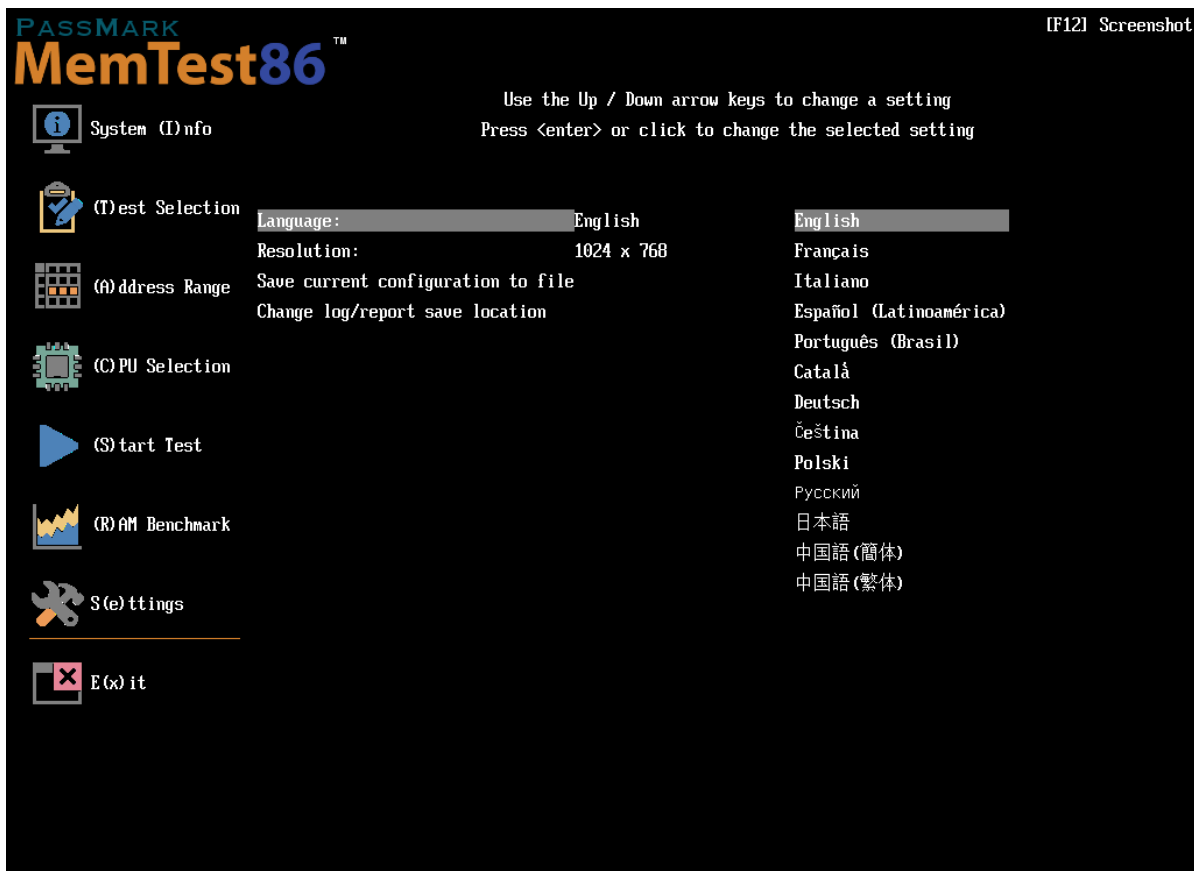 PASSMARK
MemTest86™
[F12] Screenshot
Use the Up / Down arrow keys to change a setting
Press <enter> or click to change the selected setting
System (I)nfo
(T)est Selection
(A)ddress Range
(C)PU Selection
(S)tart Test
(R)AM Benchmark
S(e)ttings
E(x)it
Language: English
Resolution: 1024 x 768
Save current configuration to file
Change log/report save location
English
Français
Italiano
Español (Latinoamérica)
Português (Brasil)
Català
Deutsch
Čeština
Polski
Русский
日本語
中国語(簡体)
中国語(繁体)